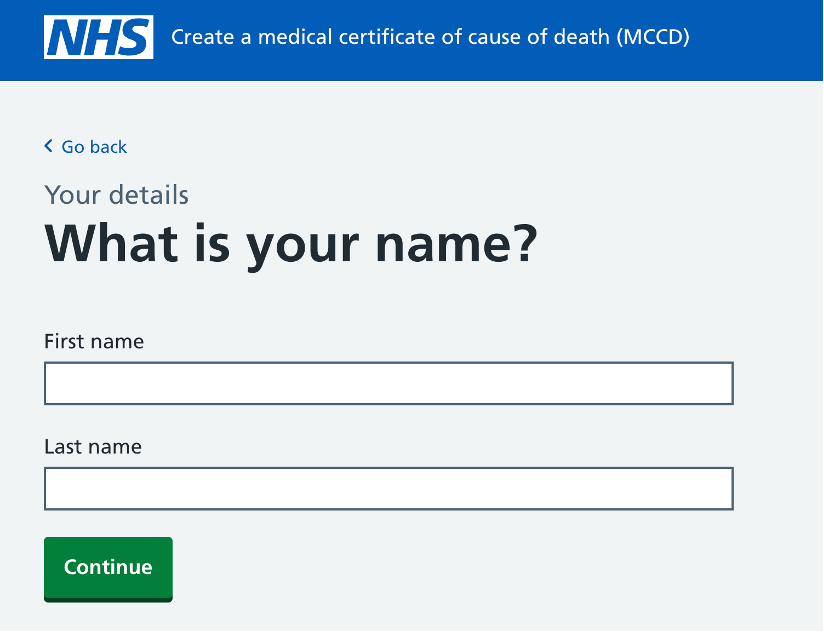 NHS Create a medical certificate of cause of death (MCCD)
Go back
Your details
What is your name?
First name
Last name
Continue